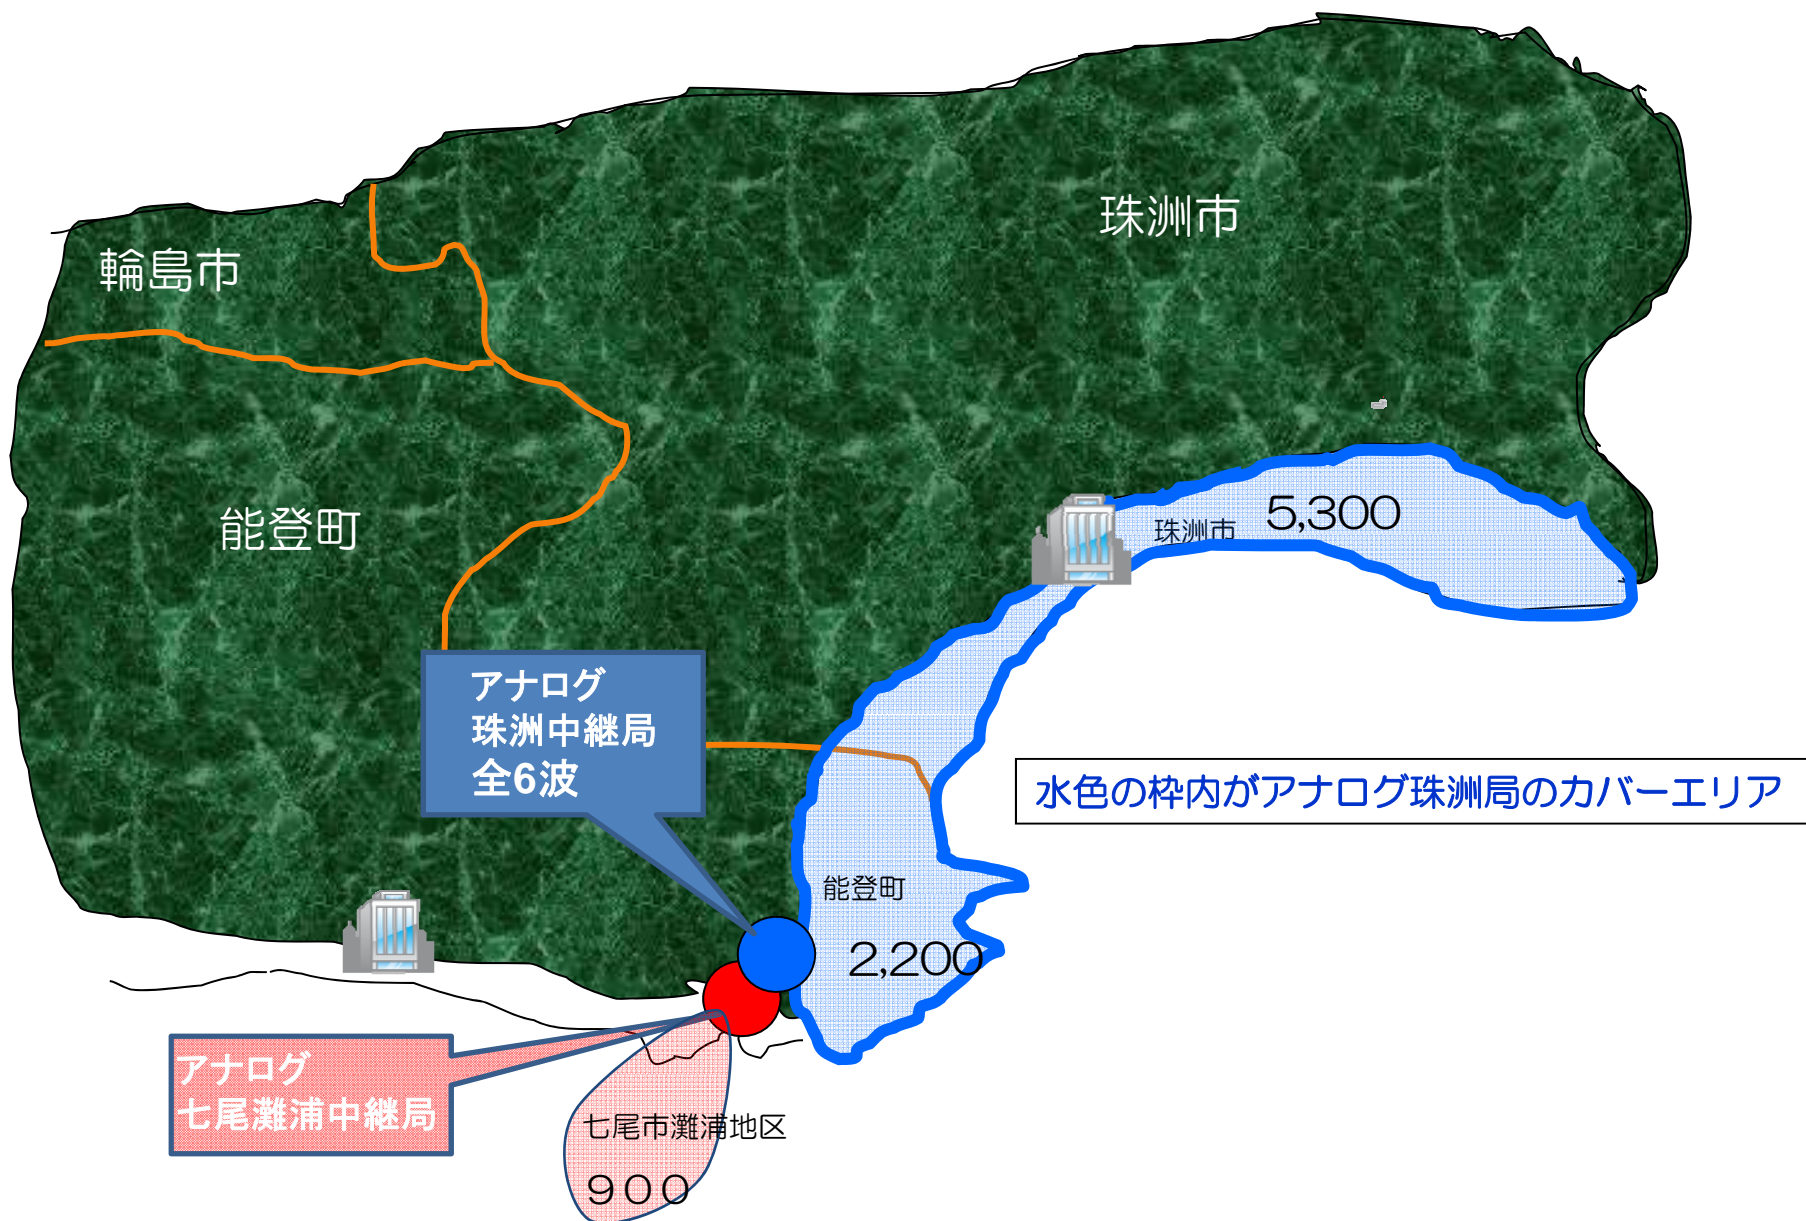 珠洲市
輪島市
能登町
珠洲市 5,300
アナログ
珠洲中継局
全6波
水色の枠内がアナログ珠洲局のカバーエリア
能登町
2,200
アナログ
七尾灘浦中継局
七尾市灘浦地区
900